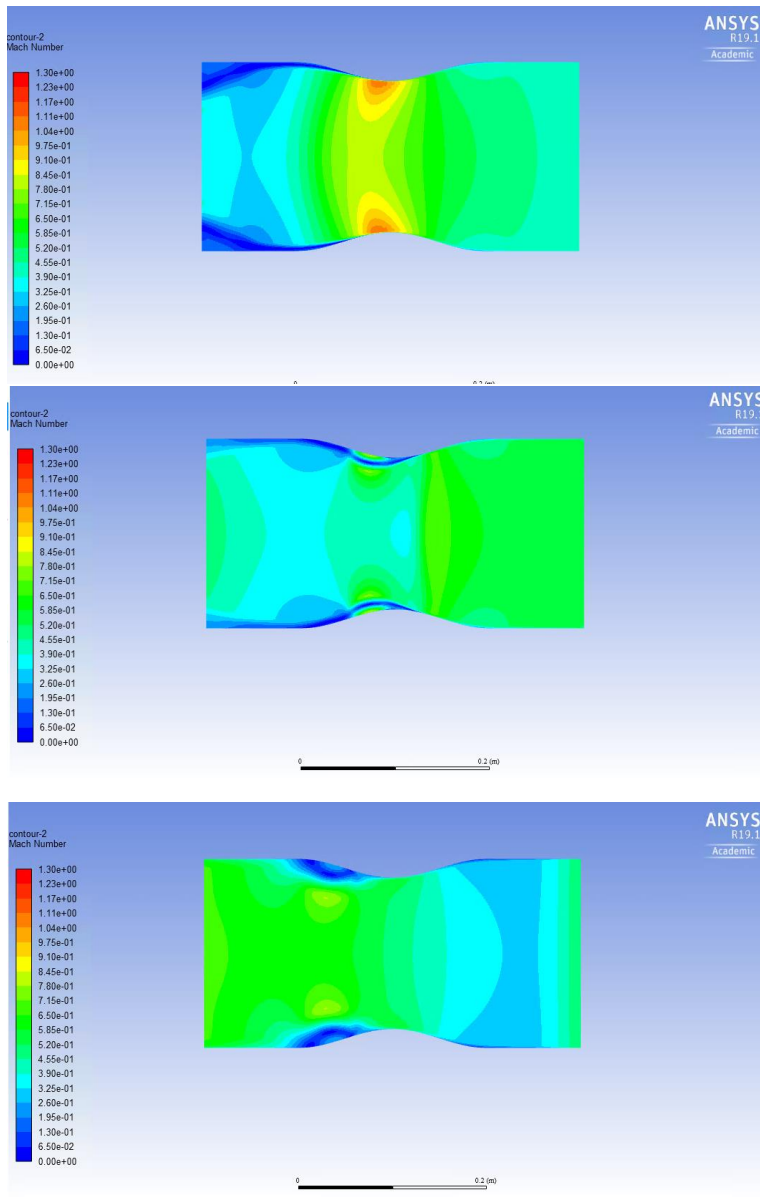 ANSYS
R19.1
Academic
contour-2
Mach Number
1.30e+00
1.23e+00
1.17e+00
1.11e+00
1.04e+00
9.75e-01
9.10e-01
8.45e-01
7.80e-01
7.15e-01
6.50e-01
5.85e-01
5.20e-01
4.55e-01
3.90e-01
3.25e-01
2.60e-01
1.95e-01
1.30e-01
6.50e-02
0.00e+00
0 0.2 (m)
ANSYS
R19.1
Academic
contour-2
Mach Number
1.30e+00
1.23e+00
1.17e+00
1.11e+00
1.04e+00
9.75e-01
9.10e-01
8.45e-01
7.80e-01
7.15e-01
6.50e-01
5.85e-01
5.20e-01
4.55e-01
3.90e-01
3.25e-01
2.60e-01
1.95e-01
1.30e-01
6.50e-02
0.00e+00
0 0.2 (m)
ANSYS
R19.1
Academic
contour-2
Mach Number
1.30e+00
1.23e+00
1.17e+00
1.11e+00
1.04e+00
9.75e-01
9.10e-01
8.45e-01
7.80e-01
7.15e-01
6.50e-01
5.85e-01
5.20e-01
4.55e-01
3.90e-01
3.25e-01
2.60e-01
1.95e-01
1.30e-01
6.50e-02
0.00e+00
0 0.2 (m)